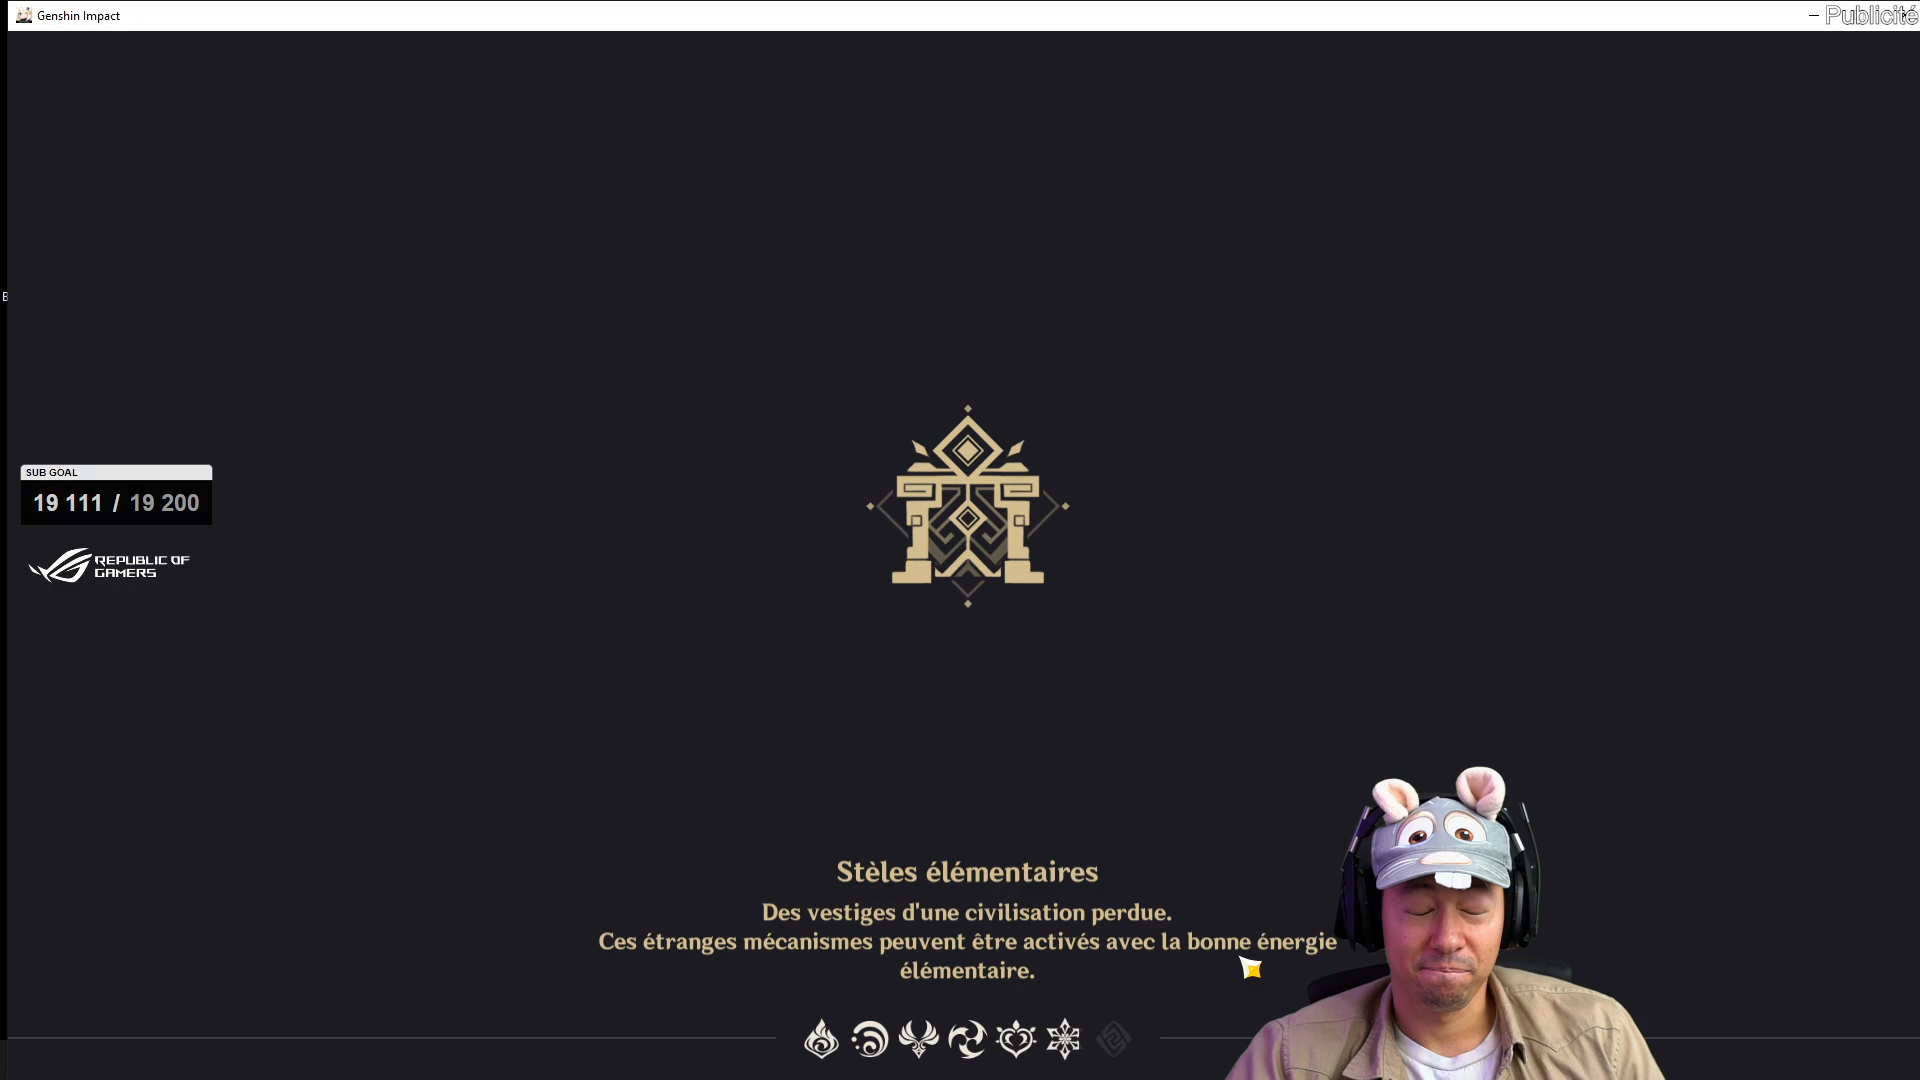 Genshin Impact
Publicité
B
SUB GOAL
19 111 / 19 200
REPUBLIC OF
GAMERS
Stèles élémentaires
Des vestiges d'une civilisation perdue.
Ces étranges mécanismes peuvent être activés avec la bonne énergie
élémentaire.